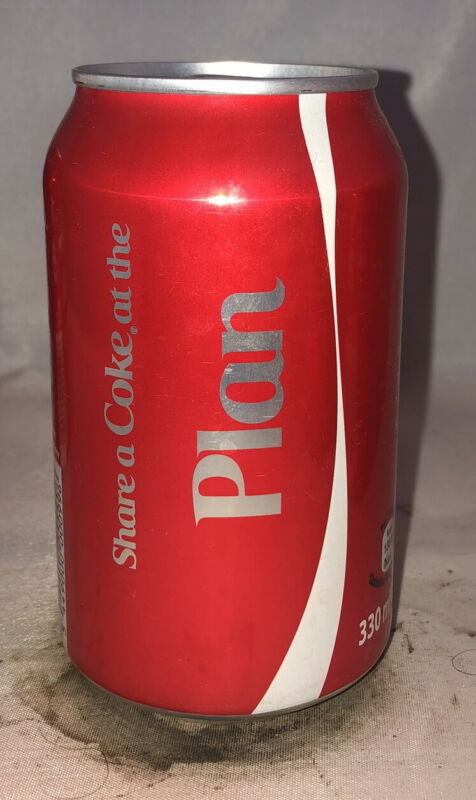 Share a Coke at the
Plan
330 m